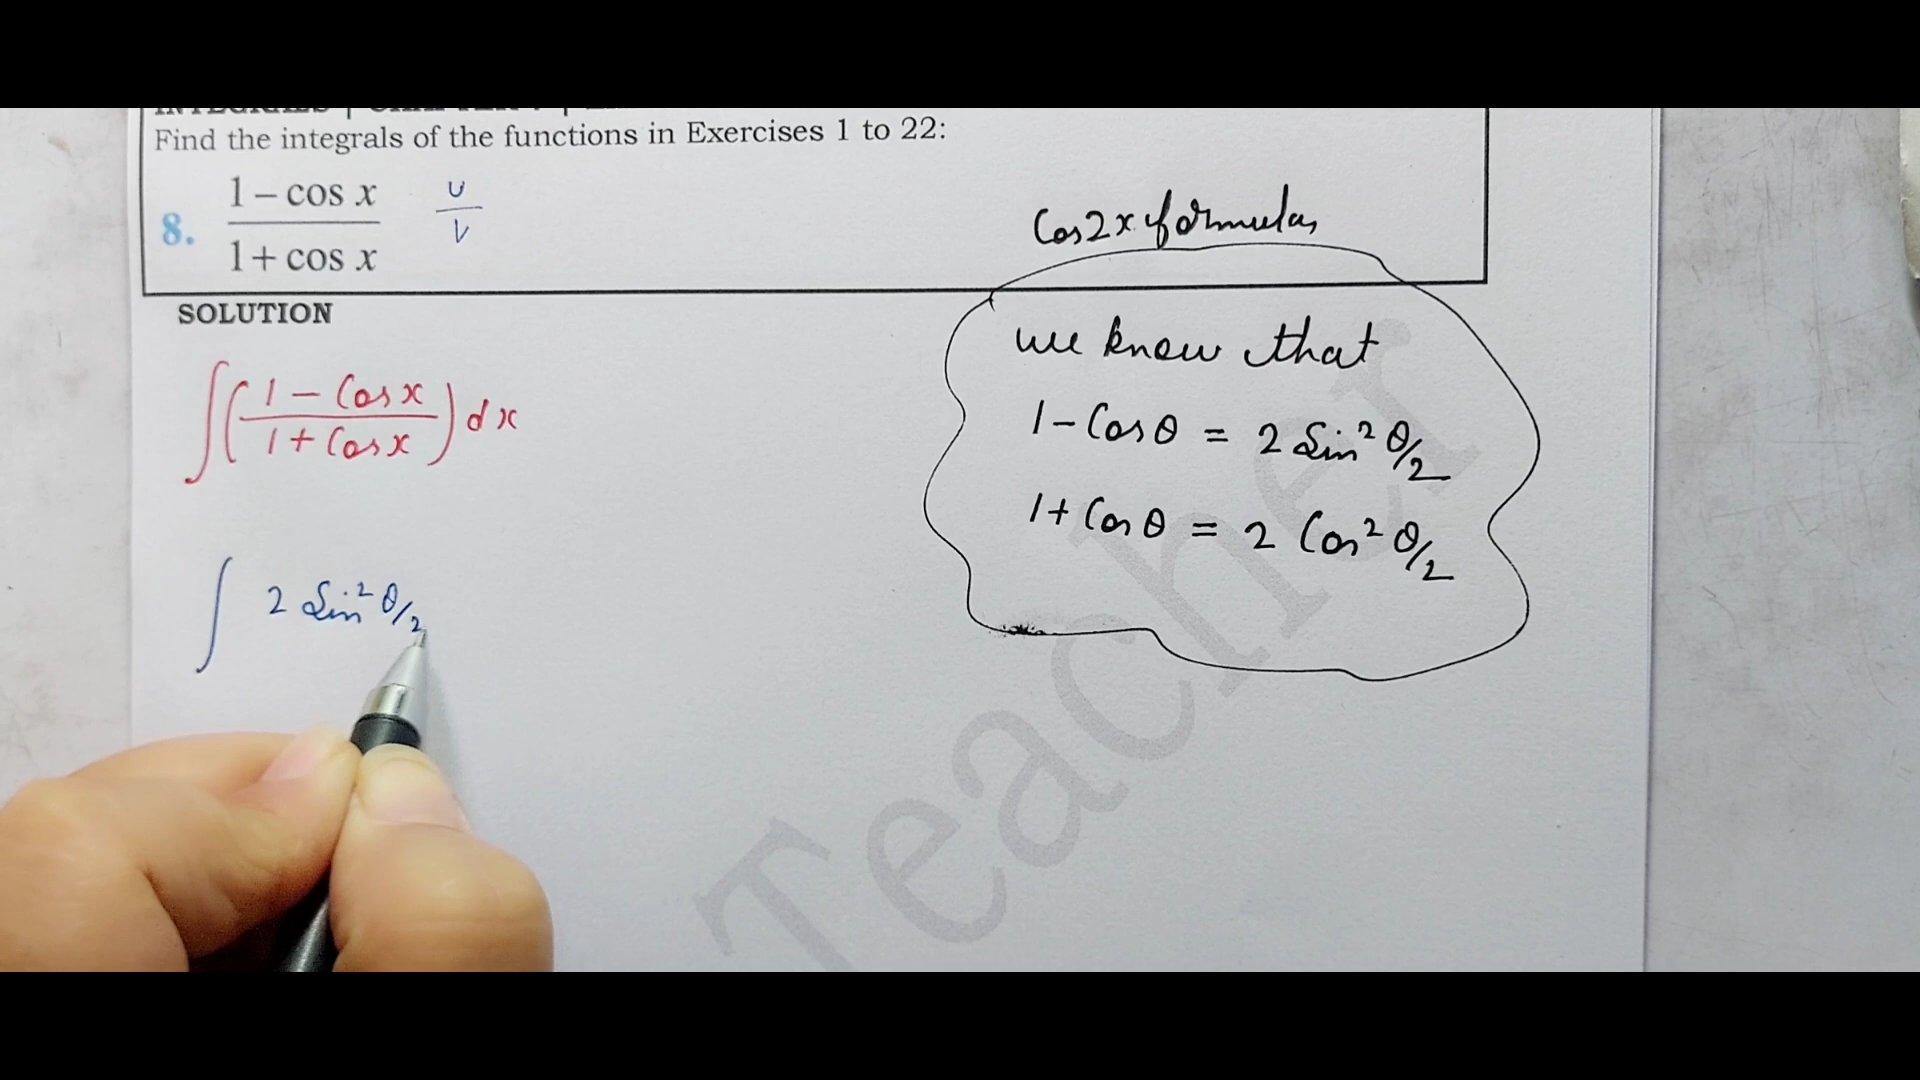 Find the integrals of the functions in Exercises 1 to 22:
8. 1 – cos x / 1 + cos x
u / v
Cos2x formulas
SOLUTION
we know that
∫(1 - Cos x / 1 + Cos x) dx
1 - Cos θ = 2 Sin² θ/2
1 + Cos θ = 2 Cos² θ/2
∫ 2 Sin² θ/2
Teacher